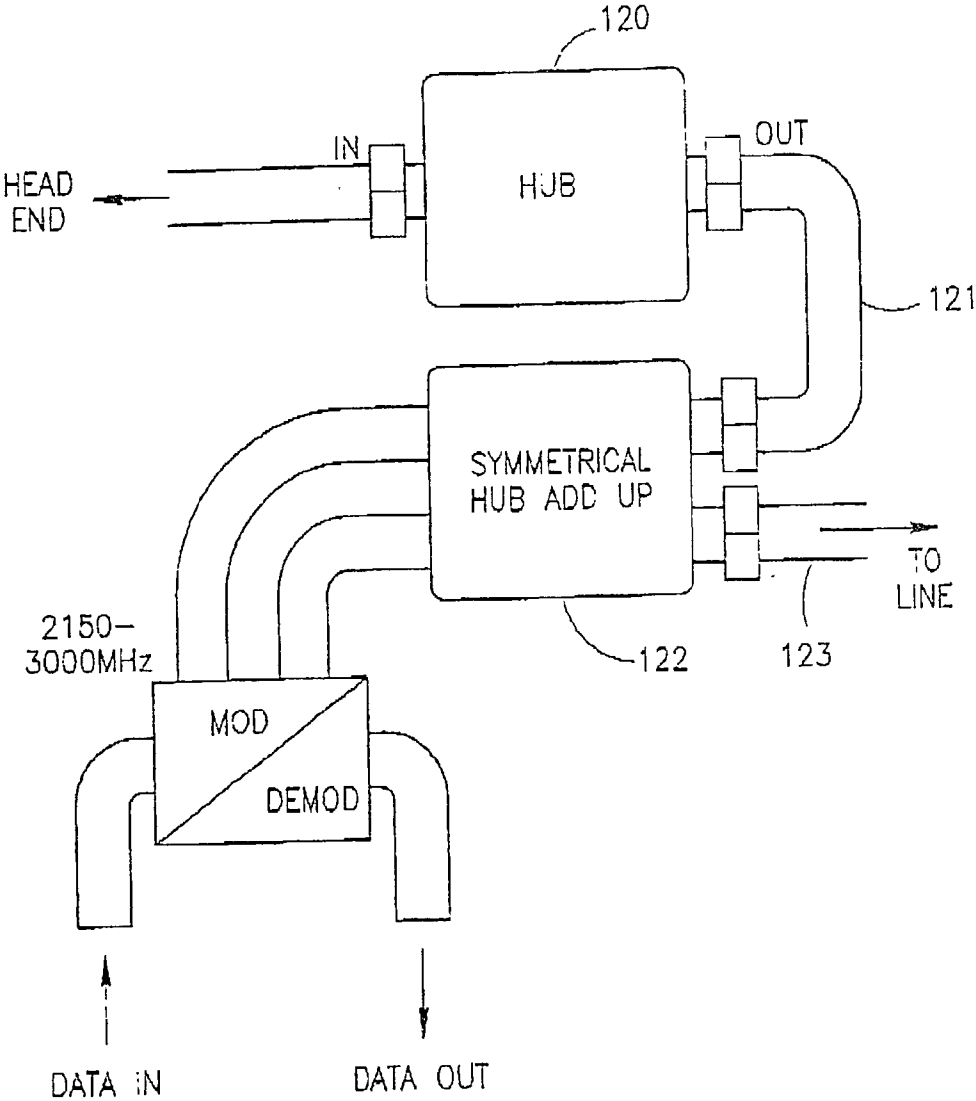 120
IN
OUT
HEAD
END
HUB
121
SYMMETRICAL
HUB ADD UP
TO
LINE
2150-
3000MHz
122
123
MOD
DEMOD
DATA IN
DATA OUT